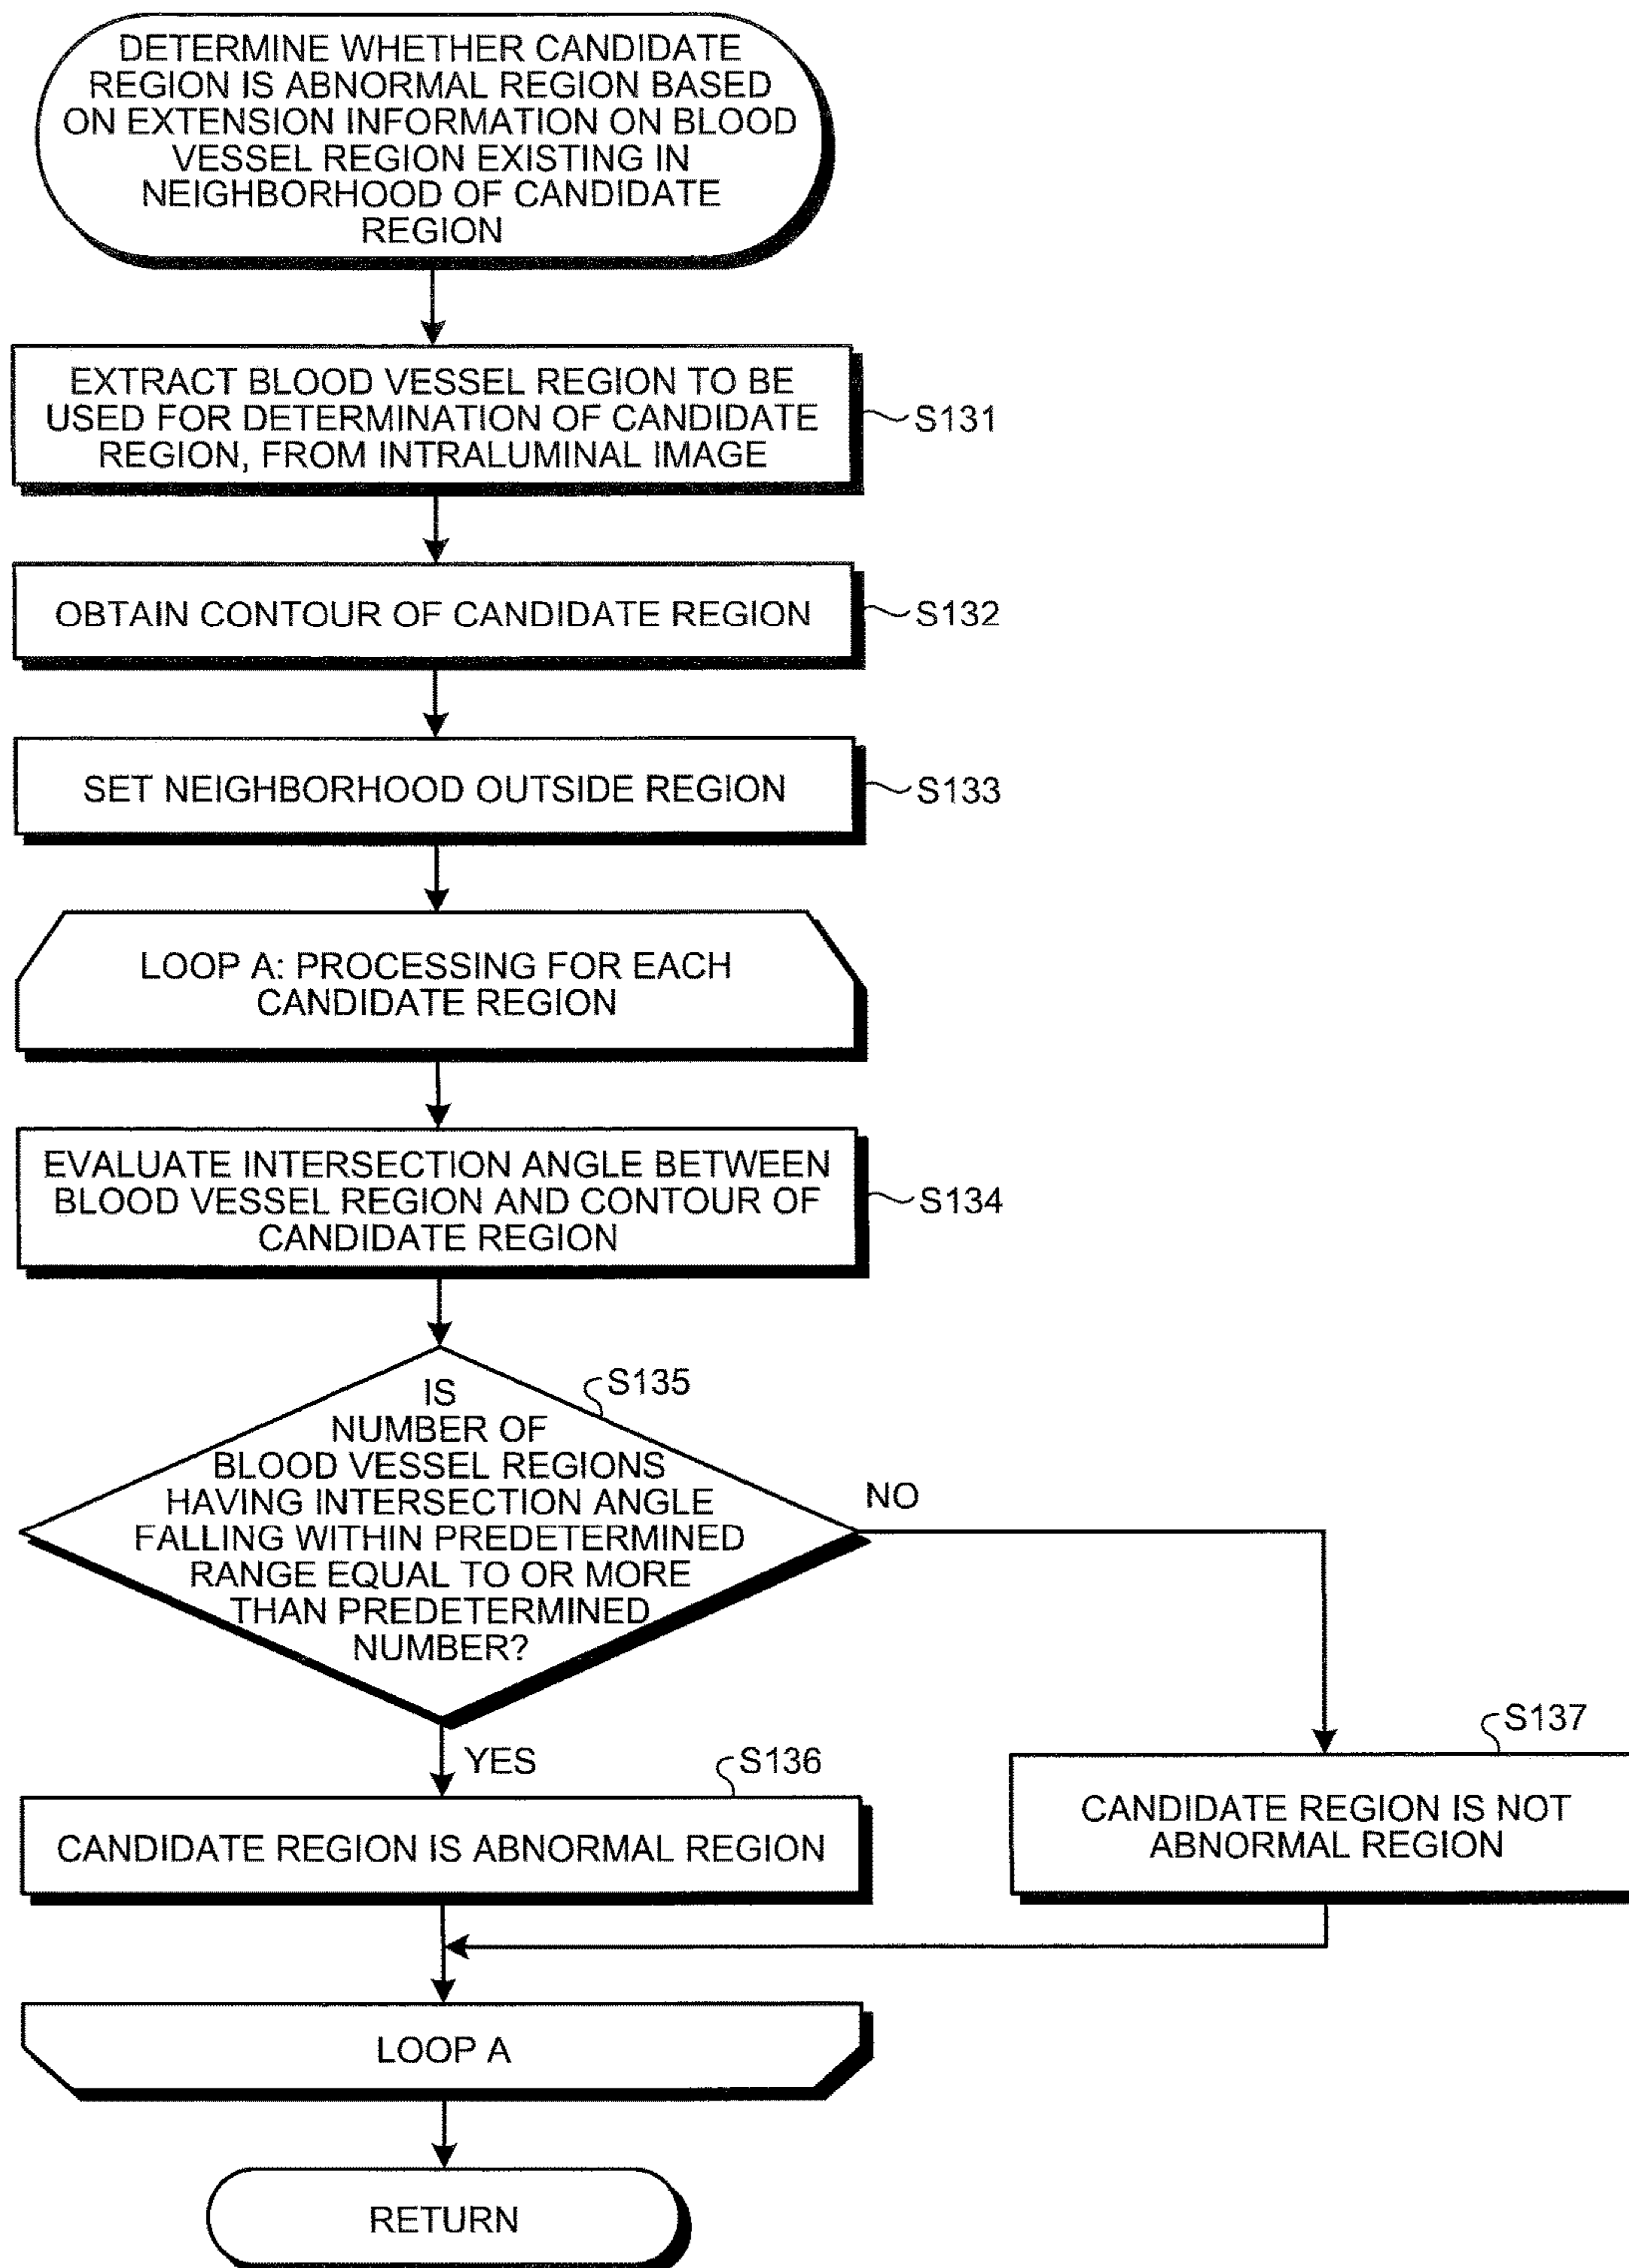 DETERMINE WHETHER CANDIDATE
REGION IS ABNORMAL REGION BASED
ON EXTENSION INFORMATION ON BLOOD
VESSEL REGION EXISTING IN
NEIGHBORHOOD OF CANDIDATE
REGION
EXTRACT BLOOD VESSEL REGION TO BE
USED FOR DETERMINATION OF CANDIDATE
REGION, FROM INTRALUMINAL IMAGE
S131
OBTAIN CONTOUR OF CANDIDATE REGION
S132
SET NEIGHBORHOOD OUTSIDE REGION
S133
LOOP A: PROCESSING FOR EACH
CANDIDATE REGION
EVALUATE INTERSECTION ANGLE BETWEEN
BLOOD VESSEL REGION AND CONTOUR OF
CANDIDATE REGION
S134
S135
IS
NUMBER OF
BLOOD VESSEL REGIONS
HAVING INTERSECTION ANGLE
FALLING WITHIN PREDETERMINED
RANGE EQUAL TO OR MORE
THAN PREDETERMINED
NUMBER?
NO
YES
S136
CANDIDATE REGION IS ABNORMAL REGION
S137
CANDIDATE REGION IS NOT
ABNORMAL REGION
LOOP A
RETURN